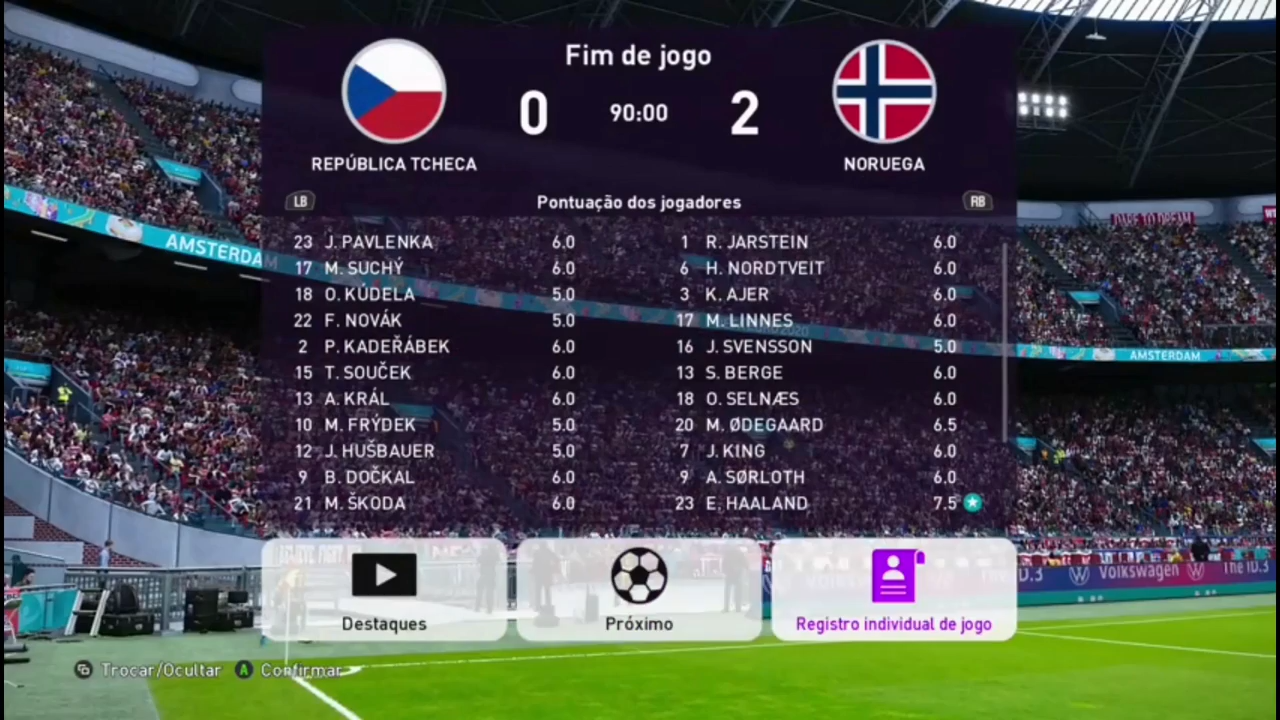 Fim de jogo
0 90:00 2
REPÚBLICA TCHECA NORUEGA
LB Pontuação dos jogadores RB
23 J. PAVLENKA 6.0 1 R. JARSTEIN 6.0
17 M. SUCHÝ 6.0 6 H. NORDTVEIT 6.0
18 O. KÚDELA 5.0 3 K. AJER 6.0
22 F. NOVÁK 5.0 17 M. LINNES 6.0
2 P. KADEŘÁBEK 6.0 16 J. SVENSSON 5.0
15 T. SOUČEK 6.0 13 S. BERGE 6.0
13 A. KRÁL 6.0 18 O. SELNÆS 6.0
10 M. FRÝDEK 5.0 20 M. ØDEGAARD 6.5
12 J. HUŠBAUER 5.0 7 J. KING 6.0
9 B. DOČKAL 6.0 9 A. SØRLOTH 6.0
21 M. ŠKODA 6.0 23 E. HAALAND 7.5
Destaques Próximo Registro individual de jogo
Trocar/Ocultar A Confirmar
AMSTERDAM
DARE TO DREAM
AMSTERDAM
ID.3 Volkswagen The ID.3